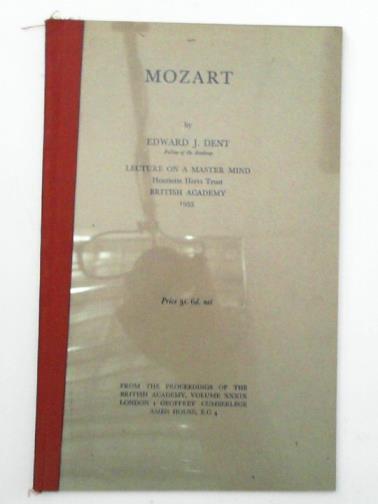 MOZART
by
EDWARD J. DENT
Fellow of the Academy
LECTURE ON A MASTER MIND
Henriette Hertz Trust
BRITISH ACADEMY
1953
Price 3s. 6d. net
FROM THE PROCEEDINGS OF THE
BRITISH ACADEMY, VOLUME XXXIX
LONDON : GEOFFREY CUMBERLEGE
AMEN HOUSE, E.C.4